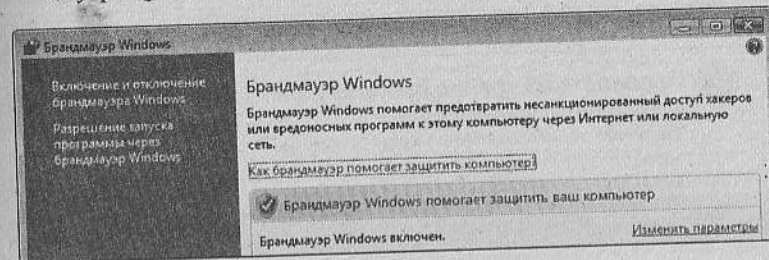 Брандмауэр Windows
Включение и отключение
брандмауэра Windows
Разрешение запуска
программы через
брандмауэр Windows
Брандмауэр Windows
Брандмауэр Windows помогает предотвратить несанкционированный доступ хакеров
или вредоносных программ к этому компьютеру через Интернет или локальную
сеть.
Как брандмауэр помогает защитить компьютер?
Брандмауэр Windows помогает защитить ваш компьютер
Брандмауэр Windows включен.
Изменить параметры